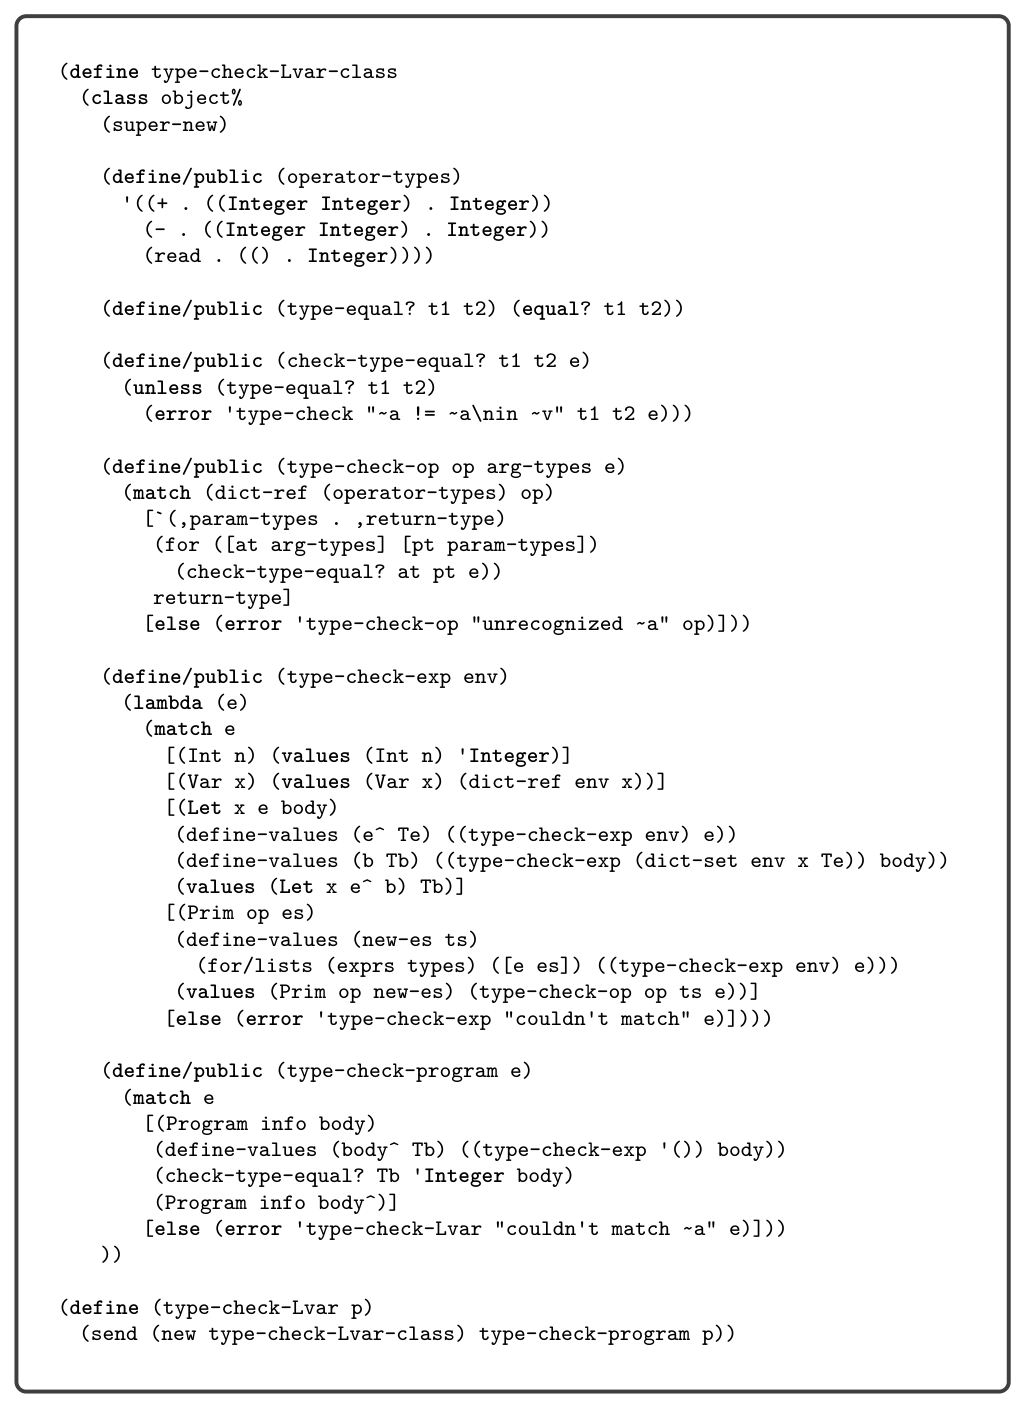 (define type-check-Lvar-class
  (class object%
    (super-new)

    (define/public (operator-types)
      '((+ . ((Integer Integer) . Integer))
        (- . ((Integer Integer) . Integer))
        (read . (() . Integer))))

    (define/public (type-equal? t1 t2) (equal? t1 t2))

    (define/public (check-type-equal? t1 t2 e)
      (unless (type-equal? t1 t2)
        (error 'type-check "~a != ~a\nin ~v" t1 t2 e)))

    (define/public (type-check-op op arg-types e)
      (match (dict-ref (operator-types) op)
        [`(,param-types . ,return-type)
         (for ([at arg-types] [pt param-types])
           (check-type-equal? at pt e))
         return-type]
        [else (error 'type-check-op "unrecognized ~a" op)]))

    (define/public (type-check-exp env)
      (lambda (e)
        (match e
          [(Int n) (values (Int n) 'Integer)]
          [(Var x) (values (Var x) (dict-ref env x))]
          [(Let x e body)
           (define-values (e^ Te) ((type-check-exp env) e))
           (define-values (b Tb) ((type-check-exp (dict-set env x Te)) body))
           (values (Let x e^ b) Tb)]
          [(Prim op es)
           (define-values (new-es ts)
             (for/lists (exprs types) ([e es]) ((type-check-exp env) e)))
           (values (Prim op new-es) (type-check-op op ts e))]
          [else (error 'type-check-exp "couldn't match" e)])))

    (define/public (type-check-program e)
      (match e
        [(Program info body)
         (define-values (body^ Tb) ((type-check-exp '()) body))
         (check-type-equal? Tb 'Integer body)
         (Program info body^)]
        [else (error 'type-check-Lvar "couldn't match ~a" e)]))
    ))

(define (type-check-Lvar p)
  (send (new type-check-Lvar-class) type-check-program p))